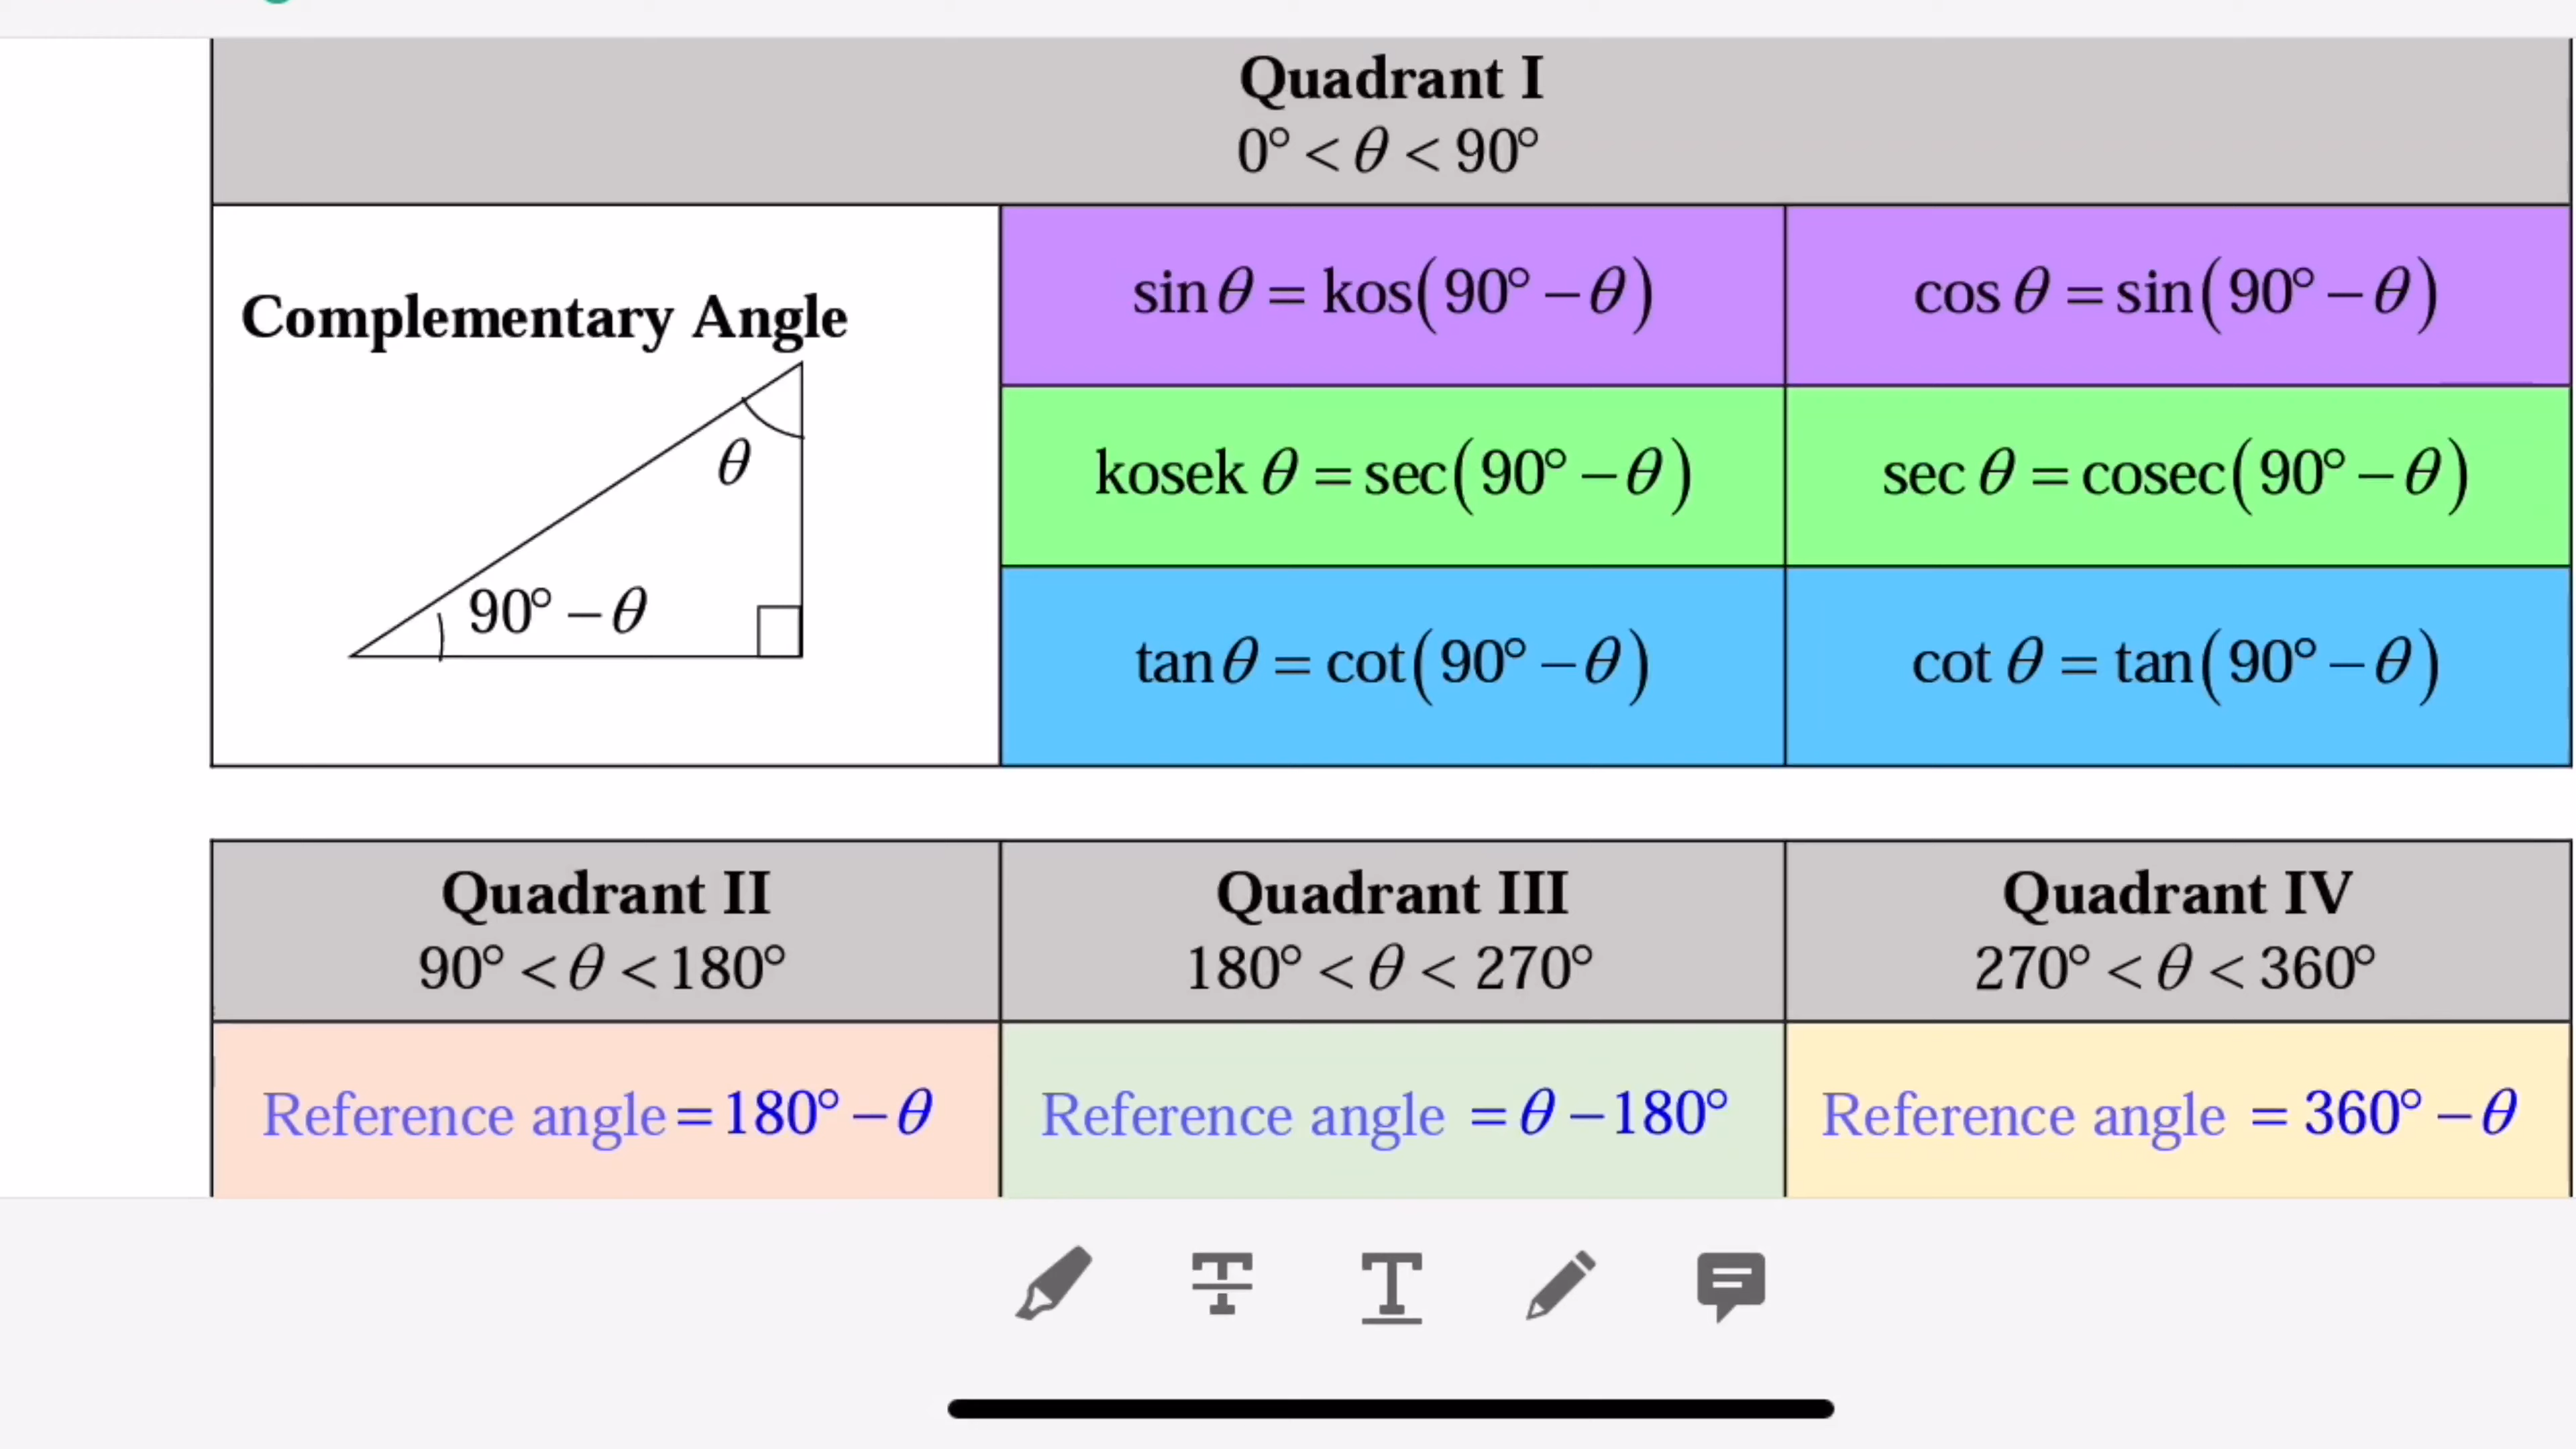 Quadrant I
0° < θ < 90°
Complementary Angle
θ
90° − θ
sin θ = kos(90° − θ)
cos θ = sin(90° − θ)
kosek θ = sec(90° − θ)
sec θ = cosec(90° − θ)
tan θ = cot(90° − θ)
cot θ = tan(90° − θ)
Quadrant II
90° < θ < 180°
Quadrant III
180° < θ < 270°
Quadrant IV
270° < θ < 360°
Reference angle = 180° − θ
Reference angle = θ − 180°
Reference angle = 360° − θ